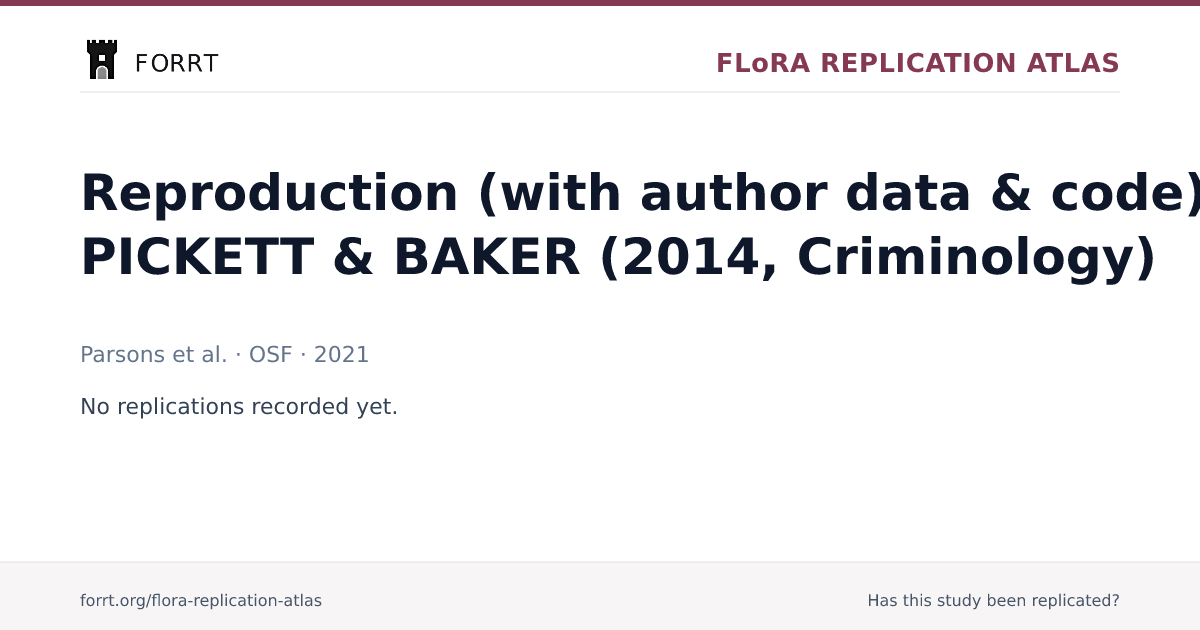 FORRT
FLoRA REPLICATION ATLAS
Reproduction (with author data & code)
PICKETT & BAKER (2014, Criminology)
Parsons et al. · OSF · 2021
No replications recorded yet.
forrt.org/flora-replication-atlas
Has this study been replicated?